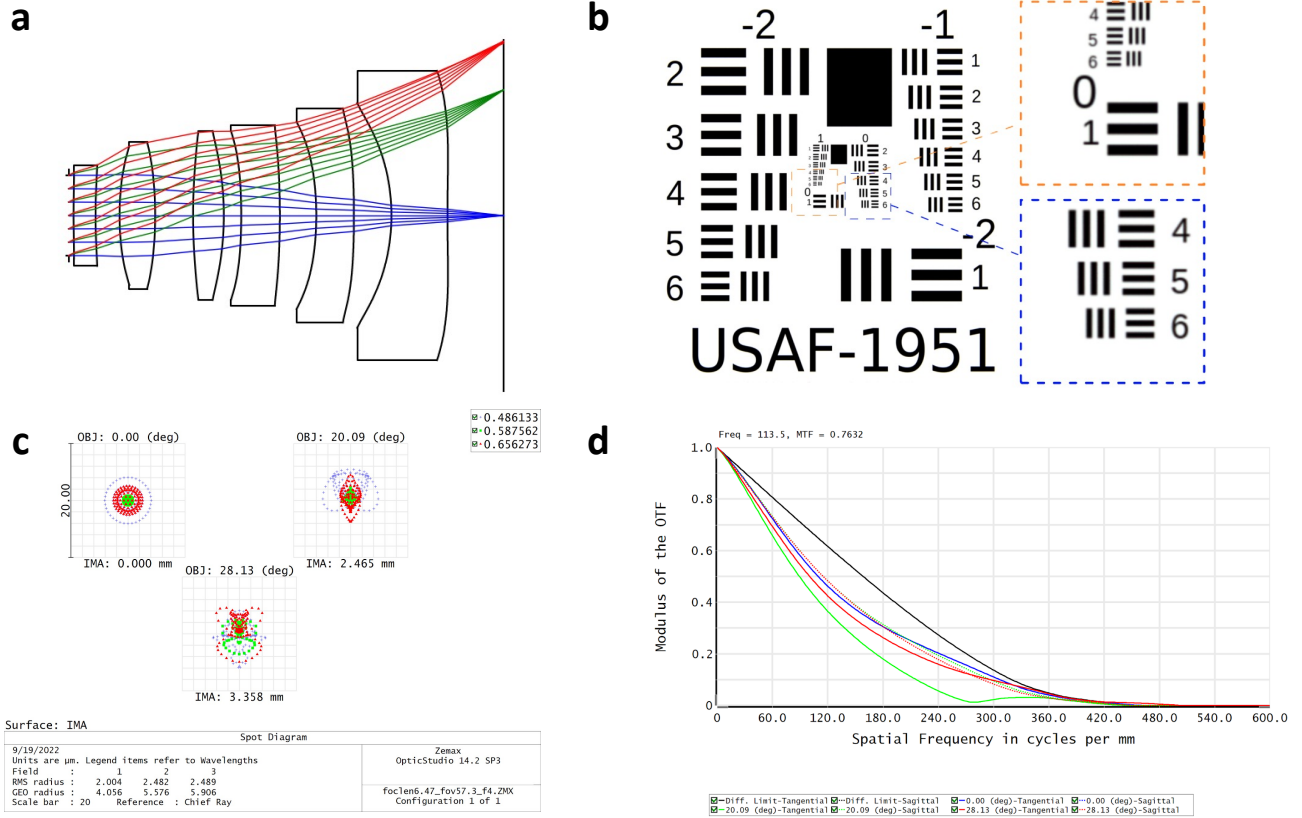 a
b
-2
-1
2
3
4
5
6
1
2
3
4
5
6
1
0
1
2
3
4
5
6
2
3
4
5
6
0
1
-2
1
USAF-1951
4
5
6
0
1
4
5
6
c
OBJ: 0.00 (deg)
OBJ: 20.09 (deg)
0.486133
0.587562
0.656273
20.00
IMA: 0.000 mm
IMA: 2.465 mm
OBJ: 28.13 (deg)
IMA: 3.358 mm
Surface: IMA
Spot Diagram
9/19/2022
Units are µm. Legend items refer to Wavelengths
Field : 1 2 3
RMS radius : 2.004 2.482 2.489
GEO radius : 4.056 5.576 5.906
Scale bar : 20 Reference : Chief Ray
Zemax
OpticStudio 14.2 SP3
foclen6.47_fov57.3_f4.ZMX
Configuration 1 of 1
d
Freq = 113.5, MTF = 0.7632
1.0
0.8
0.6
0.4
0.2
0
Modulus of the OTF
0 60.0 120.0 180.0 240.0 300.0 360.0 420.0 480.0 540.0 600.0
Spatial Frequency in cycles per mm
Diff. Limit-Tangential Diff. Limit-Sagittal 0.00 (deg)-Tangential 0.00 (deg)-Sagittal
20.09 (deg)-Tangential 20.09 (deg)-Sagittal 28.13 (deg)-Tangential 28.13 (deg)-Sagittal